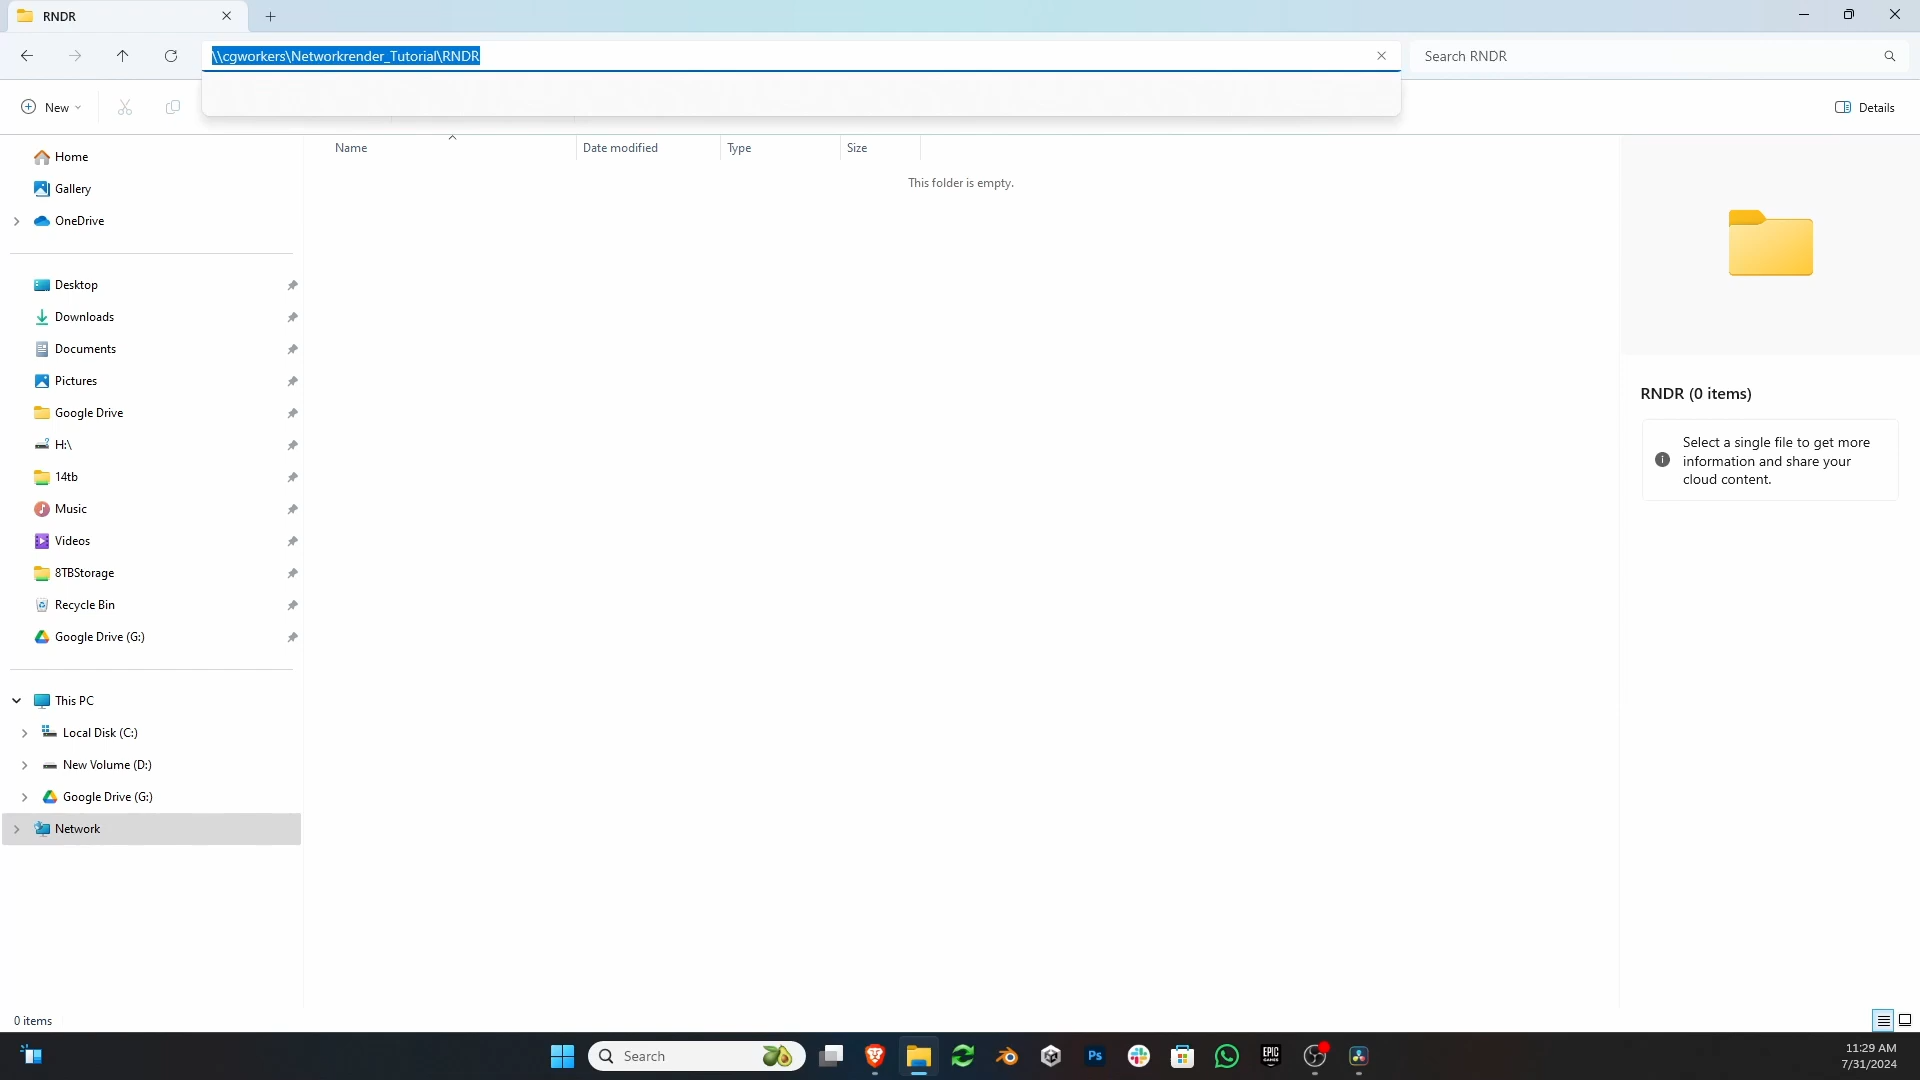 RNDR
\\cgworkers\Networkrender_Tutorial\RNDR
Search RNDR
New
Details
Name
Date modified
Type
Size
This folder is empty.
Home
Gallery
OneDrive
Desktop
Downloads
Documents
Pictures
Google Drive
H:\
14tb
Music
Videos
8TBStorage
Recycle Bin
Google Drive (G:)
This PC
Local Disk (C:)
New Volume (D:)
Google Drive (G:)
Network
RNDR (0 items)
Select a single file to get more
information and share your
cloud content.
0 items
Search
Ps
EPIC
GAMES
11:29 AM
7/31/2024